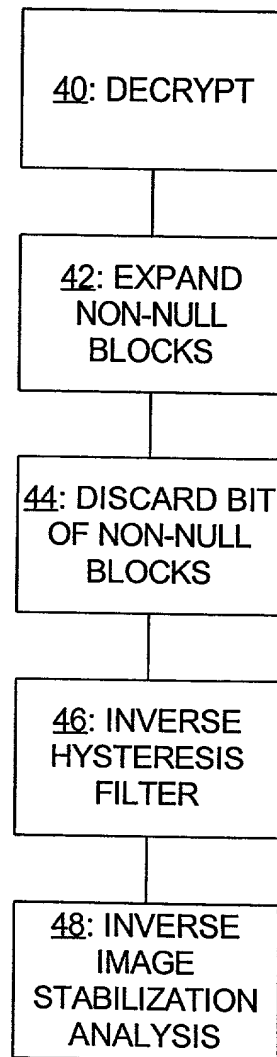 40: DECRYPT
42: EXPAND
NON-NULL
BLOCKS
44: DISCARD BIT
OF NON-NULL
BLOCKS
46: INVERSE
HYSTERESIS
FILTER
48: INVERSE
IMAGE
STABILIZATION
ANALYSIS